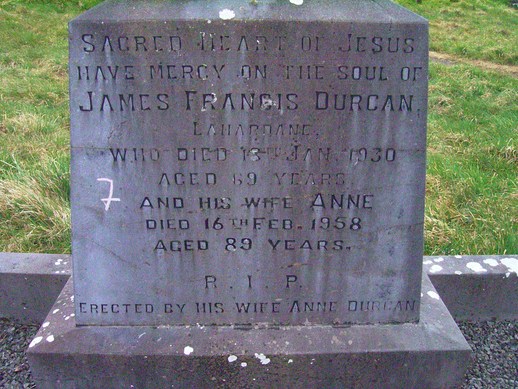 SACRED HEART OF JESUS
HAVE MERCY ON THE SOUL OF
JAMES FRANCIS DURCAN,
LAHARDANE,
WHO DIED 13TH JAN. 1930
AGED 69 YEARS.
7
AND HIS WIFE ANNE
DIED 16TH FEB. 1958
AGED 89 YEARS.
R. I. P.
ERECTED BY HIS WIFE ANNE DURCAN